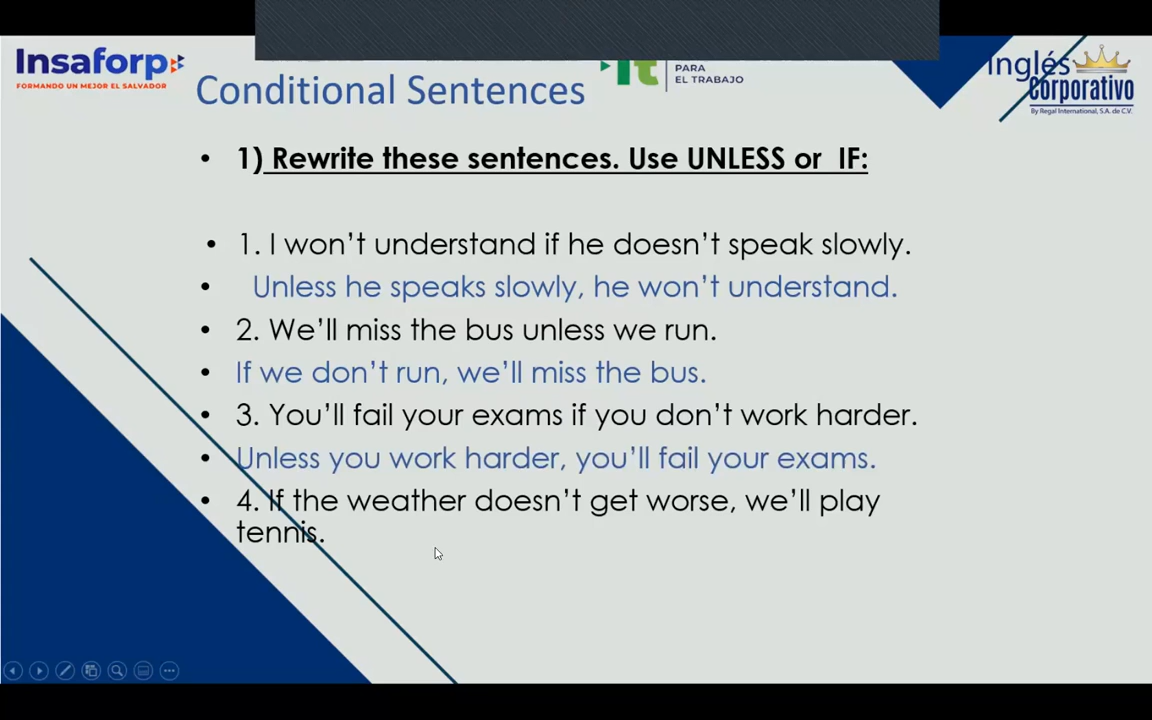 Insaforp
FORMANDO UN MEJOR EL SALVADOR
PARA
EL TRABAJO
Inglés
Corporativo
By Regal International, S.A. de C.V.
Conditional Sentences
• 1) Rewrite these sentences. Use UNLESS or IF:
• 1. I won't understand if he doesn't speak slowly.
• Unless he speaks slowly, he won't understand.
• 2. We'll miss the bus unless we run.
• If we don't run, we'll miss the bus.
• 3. You'll fail your exams if you don't work harder.
• Unless you work harder, you'll fail your exams.
• 4. If the weather doesn't get worse, we'll play
tennis.